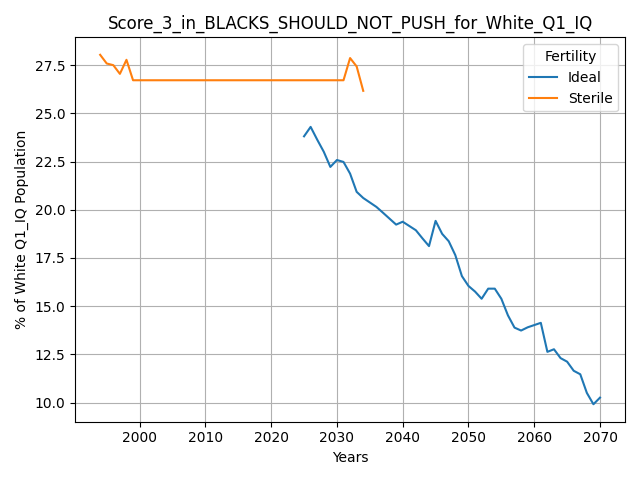 Score_3_in_BLACKS_SHOULD_NOT_PUSH_for_White_Q1_IQ
% of White Q1_IQ Population
27.5
25.0
22.5
20.0
17.5
15.0
12.5
10.0
Fertility
Ideal
Sterile
2000 2010 2020 2030 2040 2050 2060 2070
Years